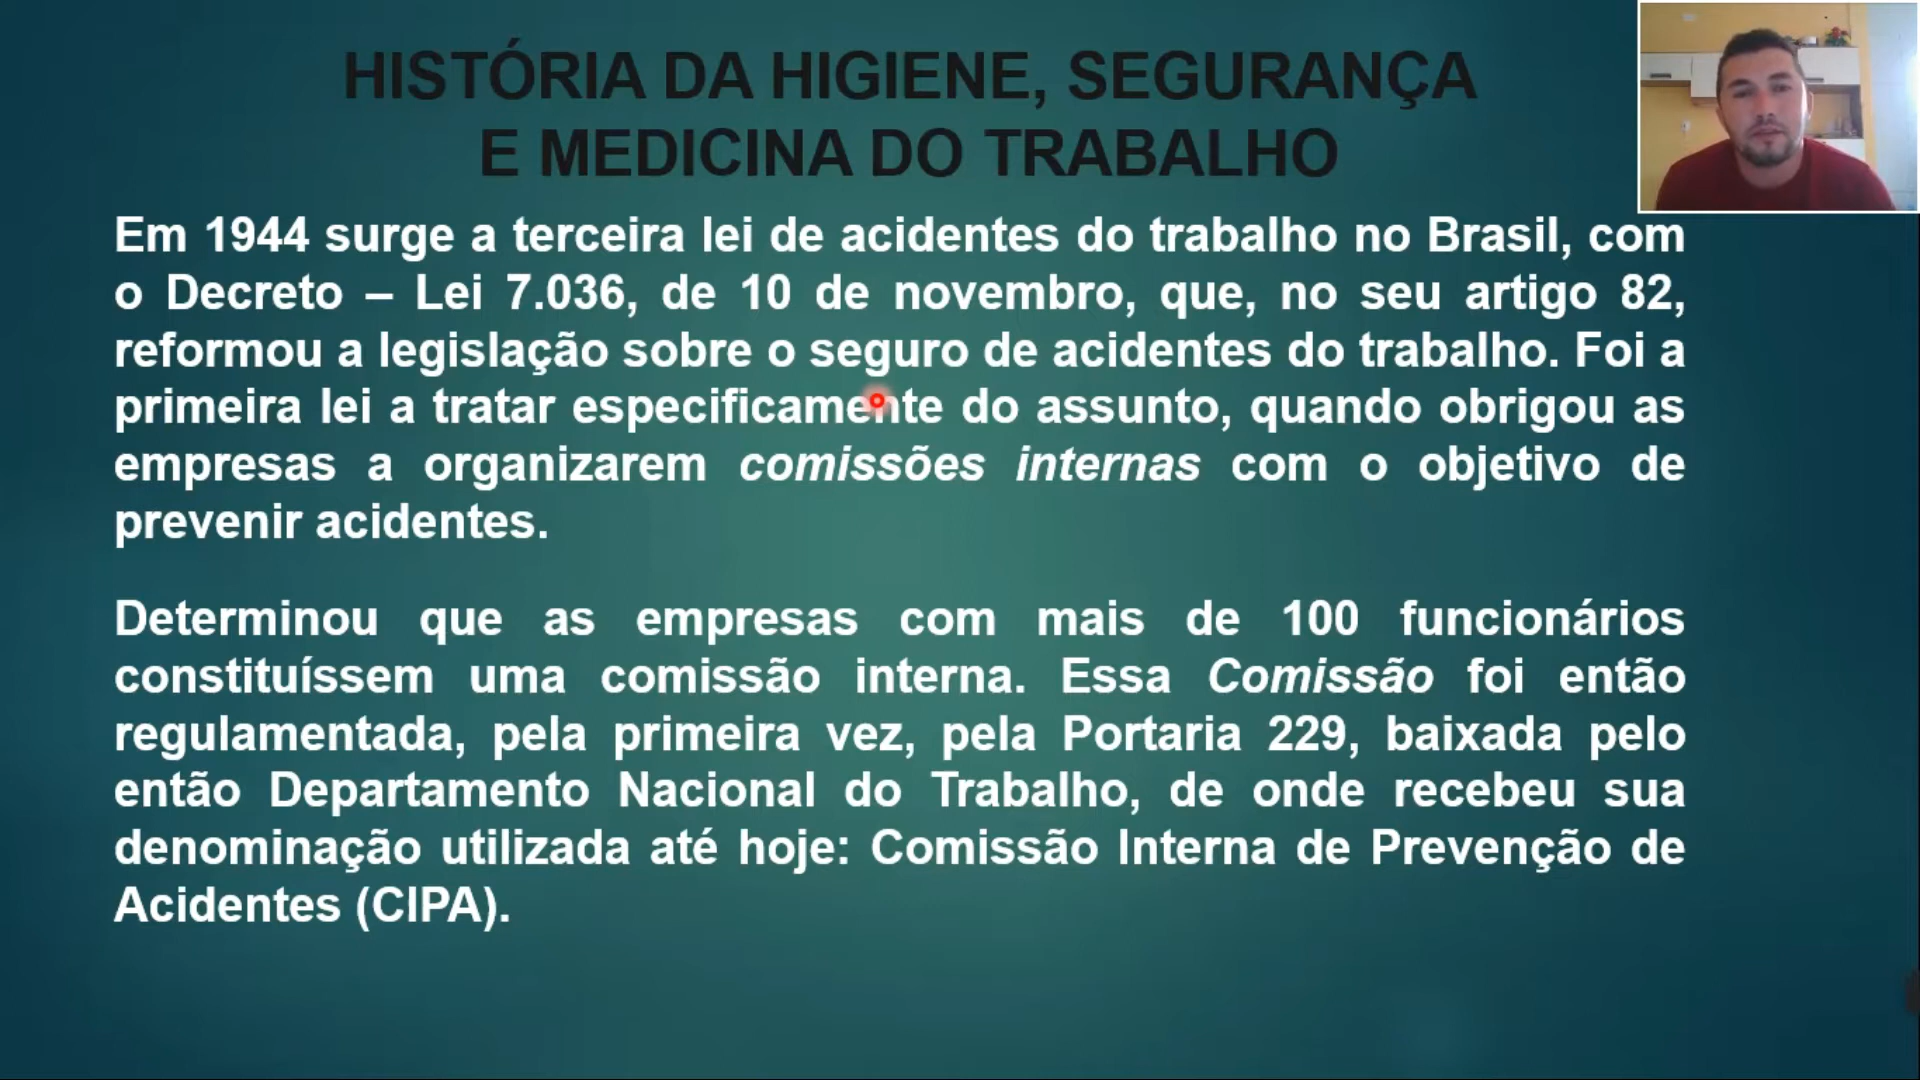 HISTÓRIA DA HIGIENE, SEGURANÇA
E MEDICINA DO TRABALHO
Em 1944 surge a terceira lei de acidentes do trabalho no Brasil, com
o Decreto – Lei 7.036, de 10 de novembro, que, no seu artigo 82,
reformou a legislação sobre o seguro de acidentes do trabalho. Foi a
primeira lei a tratar especificamente do assunto, quando obrigou as
empresas a organizarem comissões internas com o objetivo de
prevenir acidentes.
Determinou que as empresas com mais de 100 funcionários
constituíssem uma comissão interna. Essa Comissão foi então
regulamentada, pela primeira vez, pela Portaria 229, baixada pelo
então Departamento Nacional do Trabalho, de onde recebeu sua
denominação utilizada até hoje: Comissão Interna de Prevenção de
Acidentes (CIPA).